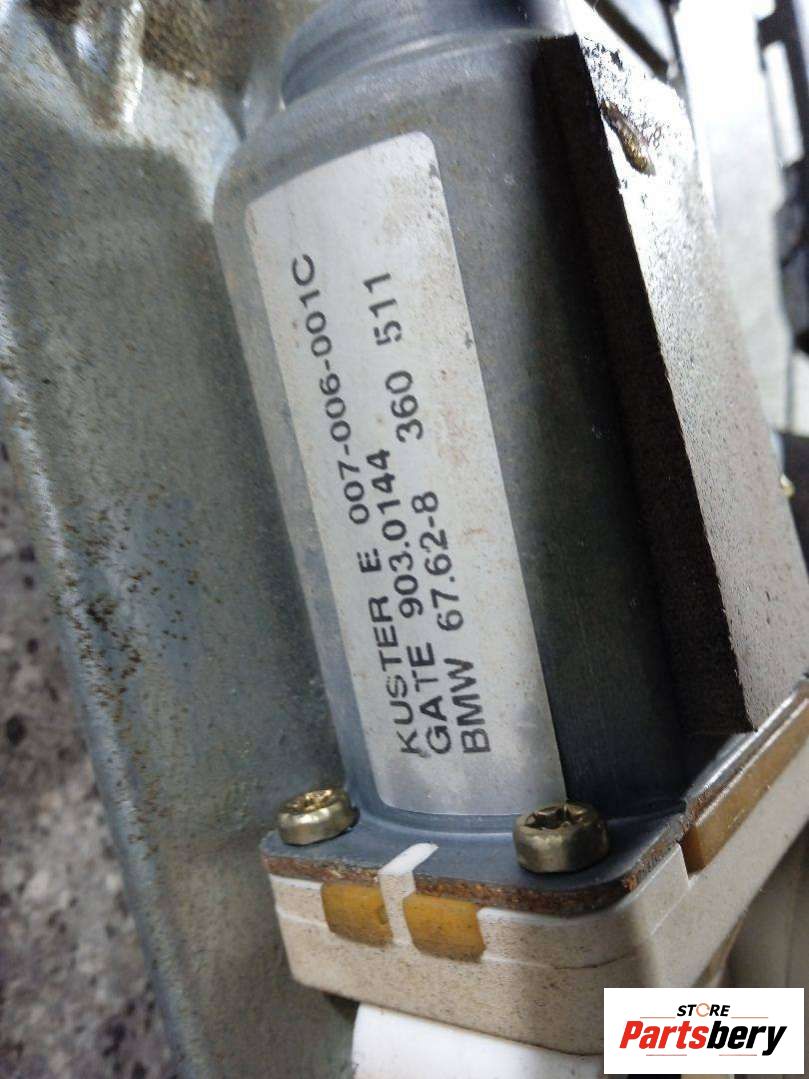 KUSTER E 007-006-001C
GATE 903.0144
BMW 67.62-8 360 511
STORE
Partsbery